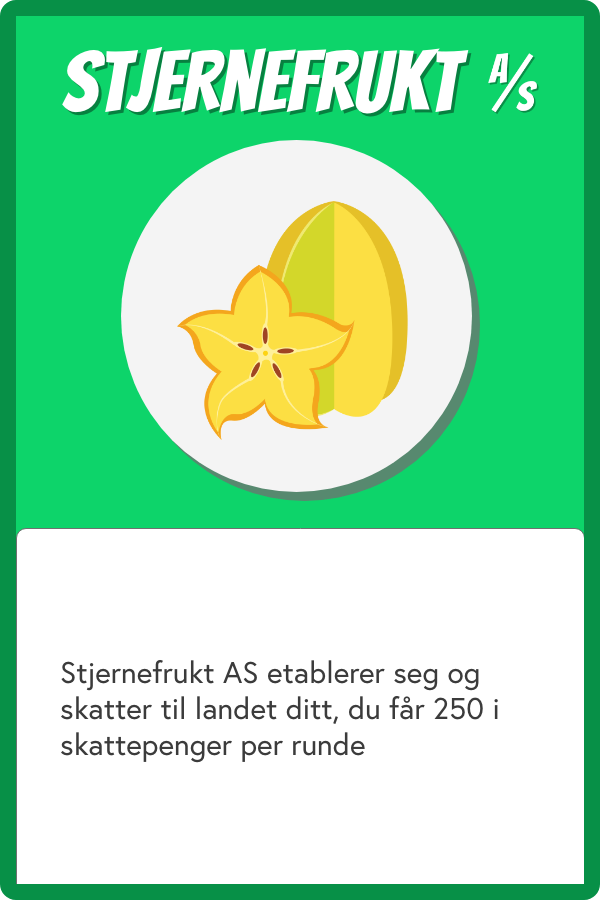 STJERNEFRUKT A/S
Stjernefrukt AS etablerer seg og
skatter til landet ditt, du får 250 i
skattepenger per runde